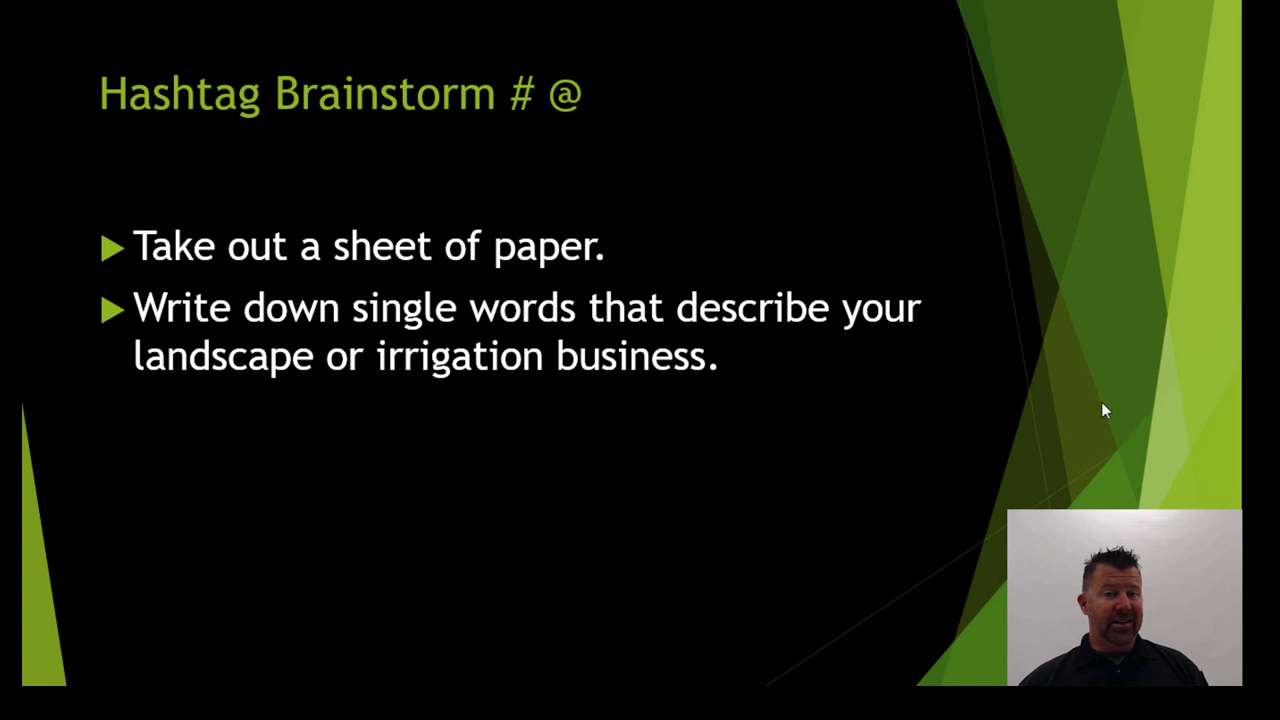 Hashtag Brainstorm # @
Take out a sheet of paper.
Write down single words that describe your
landscape or irrigation business.